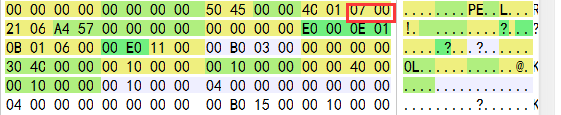 00 00 00 00 00 00 00 00 50 45 00 00 4C 01 07 00 ........PE..L...
21 06 A4 57 00 00 00 00 00 00 00 00 E0 00 0E 01 !. ?........?...
0B 01 06 00 00 E0 11 00 00 B0 03 00 00 00 00 00 .....?...?......
30 4C 00 00 00 10 00 00 00 10 00 00 00 00 40 00 0L............@.
00 10 00 00 00 10 00 00 04 00 00 00 00 00 00 00 ................
04 00 00 00 00 00 00 00 00 B0 15 00 00 10 00 00 .........?......